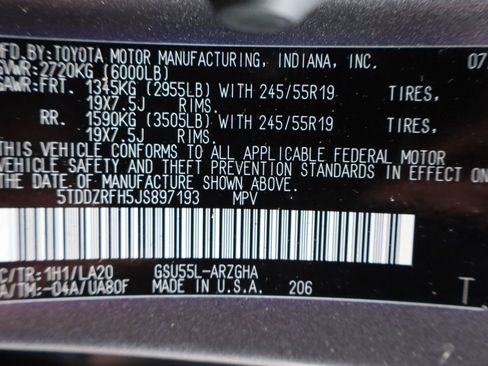 MFD.BY:TOYOTA MOTOR MANUFACTURING, INDIANA, INC. 07
GVWR:2720KG (6000LB)
GAWR:FRT. 1345KG (2955LB) WITH 245/55R19 TIRES,
19X7.5J RIMS.
RR. 1590KG (3505LB) WITH 245/55R19 TIRES,
19X7.5J RIMS.
THIS VEHICLE CONFORMS TO ALL APPLICABLE FEDERAL MOTOR
VEHICLE SAFETY AND THEFT PREVENTION STANDARDS IN EFFECT ON
THE DATE OF MANUFACTURE SHOWN ABOVE.
5TDDZRFH5JS897193 MPV
C/TR:1H1/LA20 GSU55L-ARZGHA
A/TM:-04A/UA80F MADE IN U.S.A. 206 T